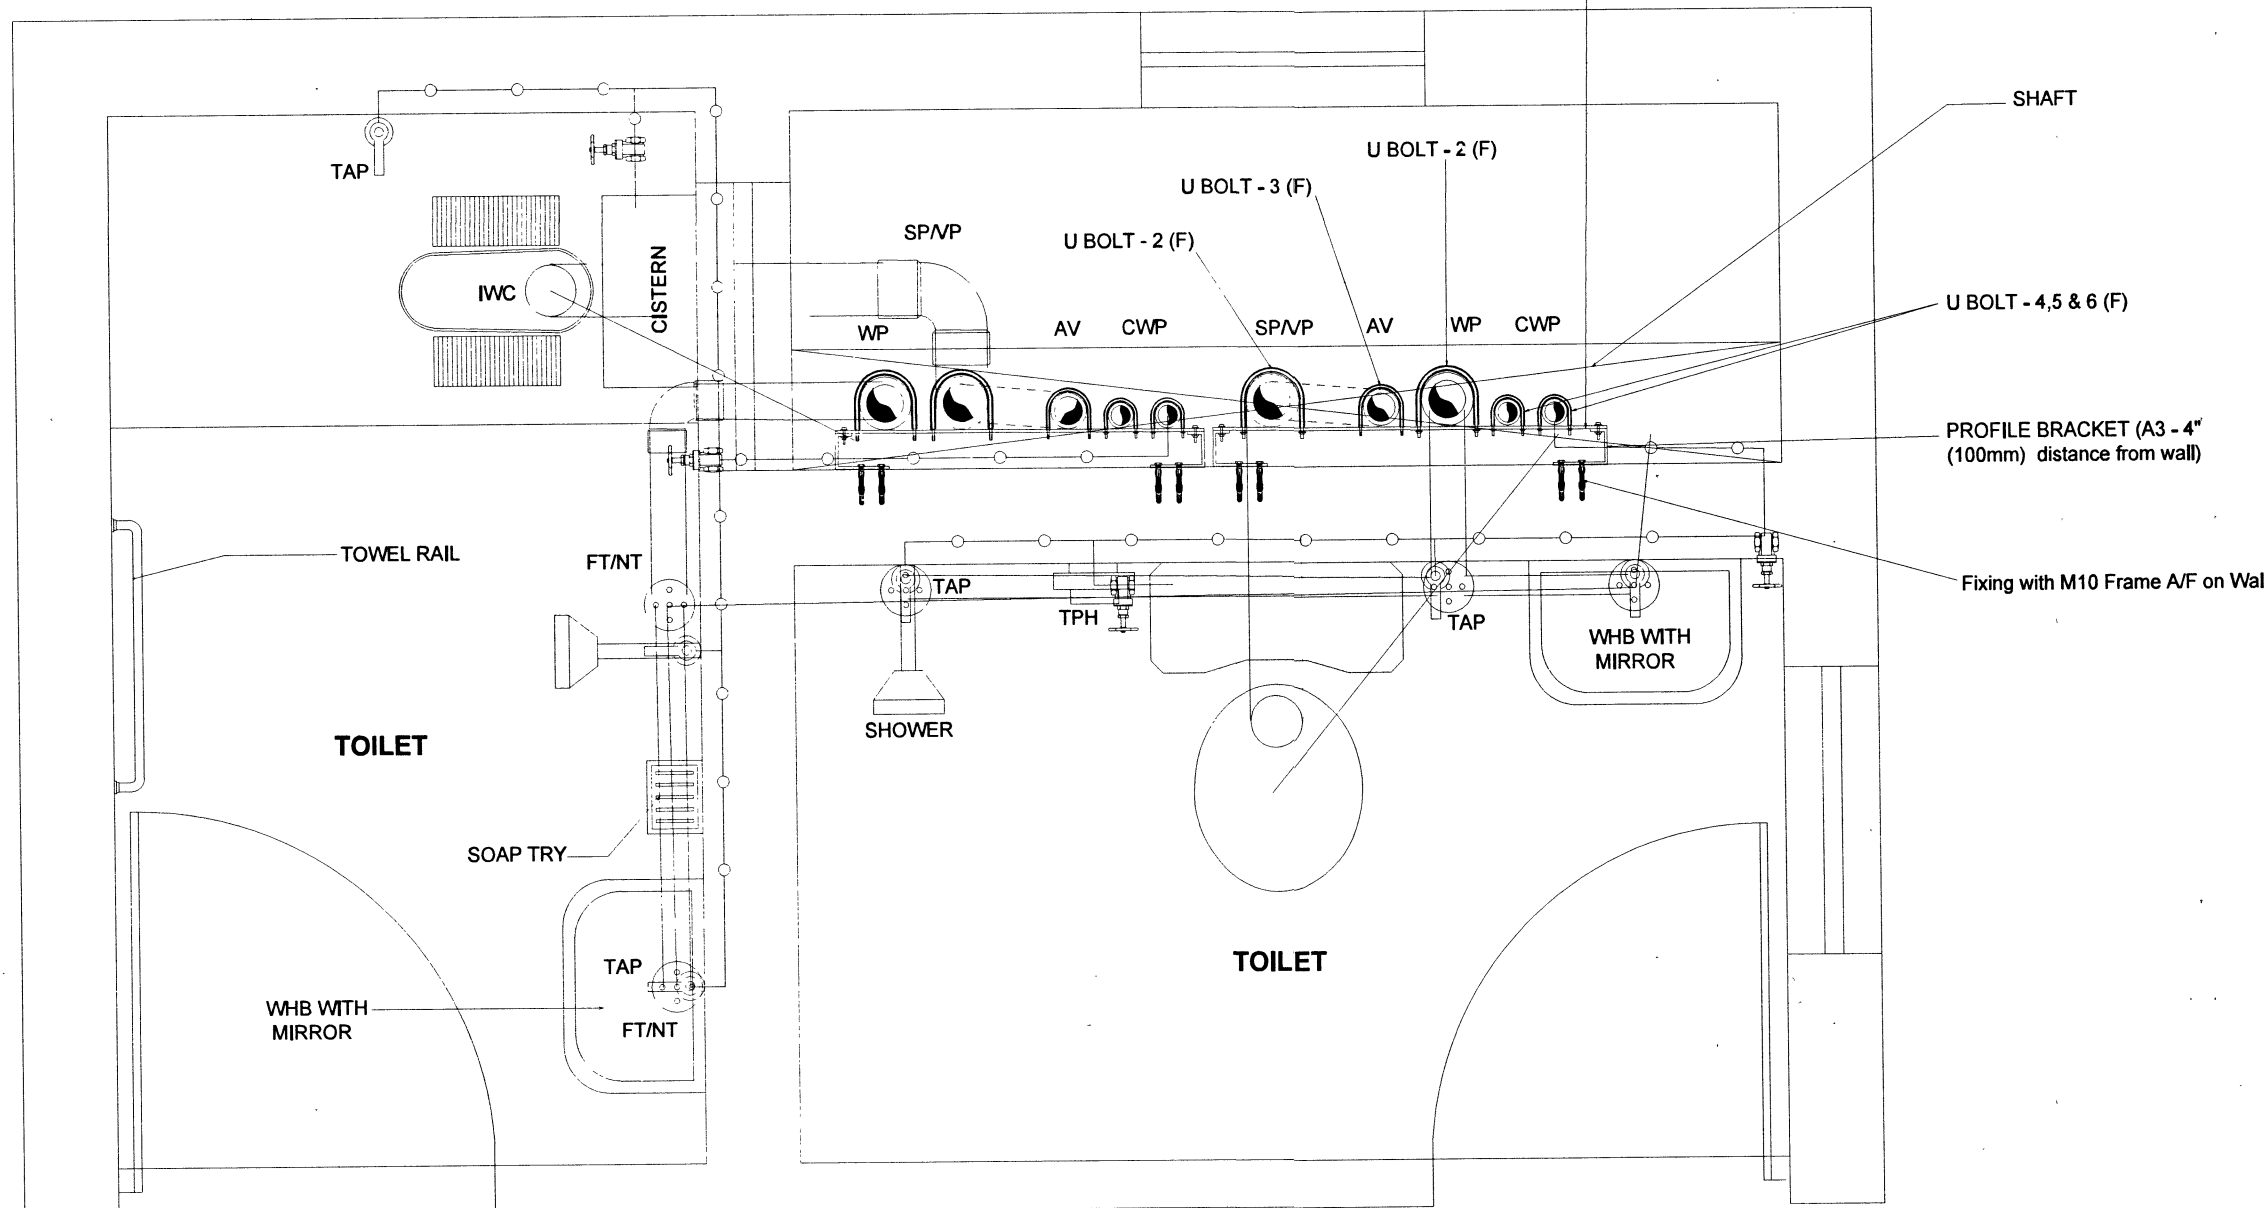 SHAFT
U BOLT - 2 (F)
TAP
U BOLT - 3 (F)
SP/VP
U BOLT - 2 (F)
IWC
CISTERN
U BOLT - 4,5 & 6 (F)
WP
AV
CWP
SP/VP
AV
WP
CWP
PROFILE BRACKET (A3 - 4"
(100mm) distance from wall)
TOWEL RAIL
FT/NT
TAP
TPH
TAP
Fixing with M10 Frame A/F on Wal
WHB WITH
MIRROR
SHOWER
TOILET
SOAP TRY
TOILET
TAP
WHB WITH
MIRROR
FT/NT